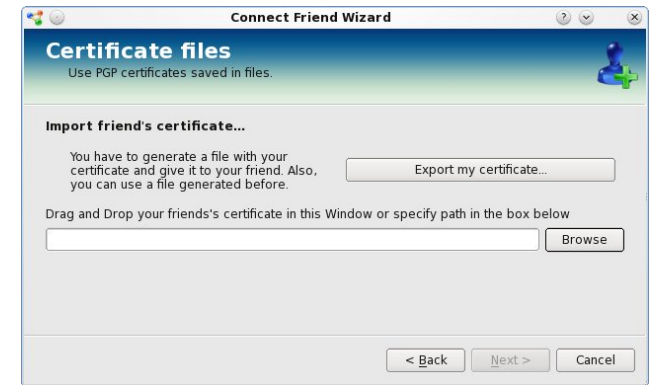 Connect Friend Wizard
Certificate files
Use PGP certificates saved in files.
Import friend's certificate...
You have to generate a file with your
certificate and give it to your friend. Also,
you can use a file generated before.
Export my certificate...
Drag and Drop your friends's certificate in this Window or specify path in the box below
Browse
< Back
Next >
Cancel